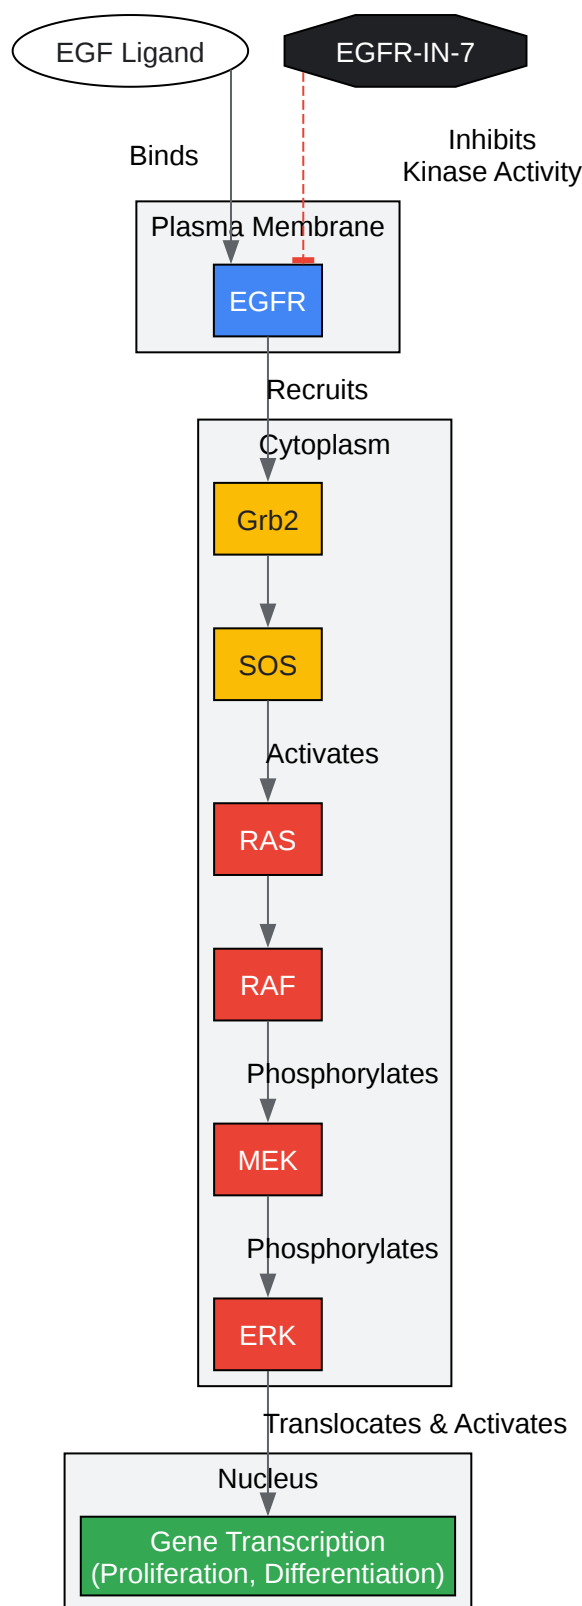 EGF Ligand
EGFR-IN-7
Binds
Inhibits
Kinase Activity
Plasma Membrane
EGFR
Recruits
Cytoplasm
Grb2
SOS
Activates
RAS
RAF
Phosphorylates
MEK
Phosphorylates
ERK
Translocates & Activates
Nucleus
Gene Transcription
(Proliferation, Differentiation)